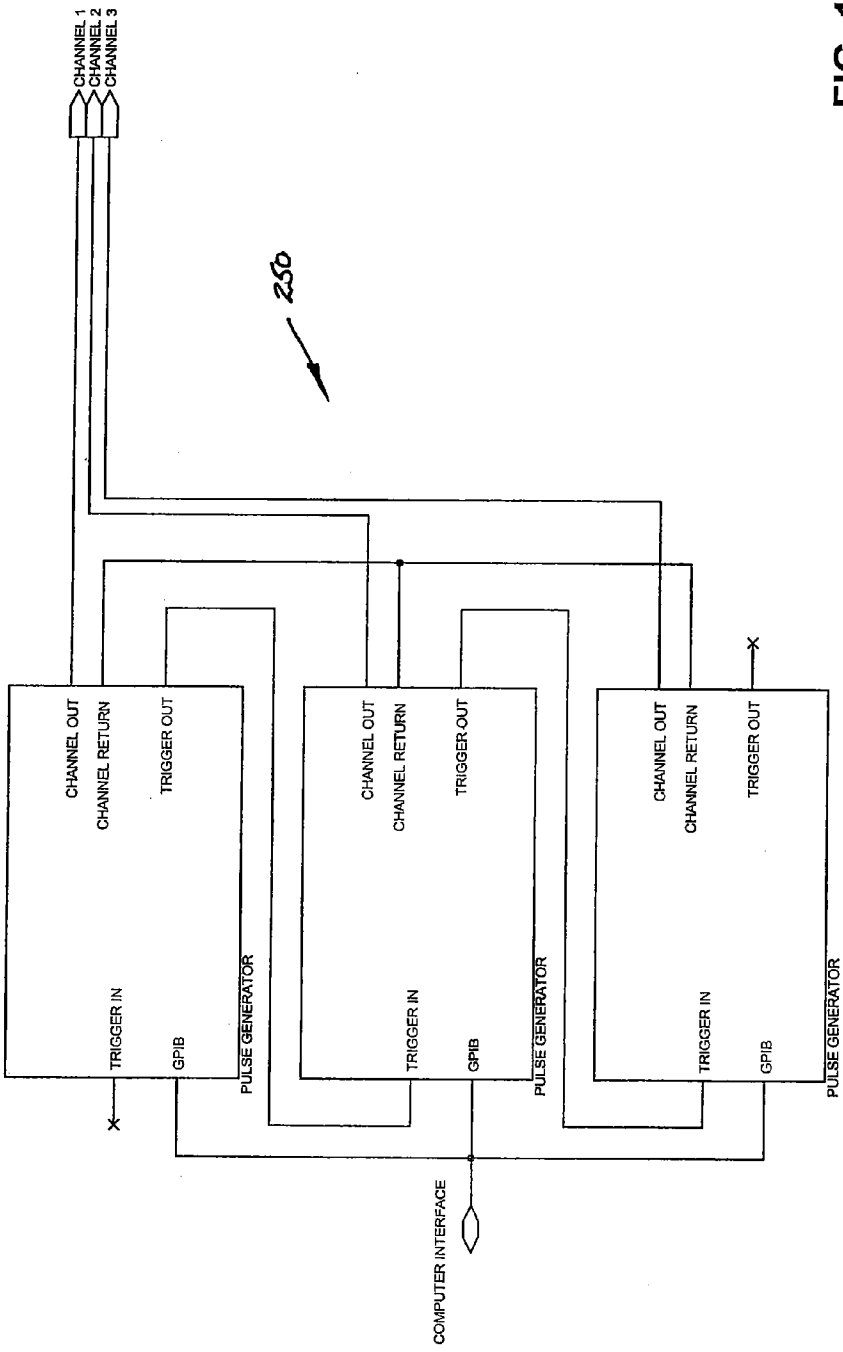 CHANNEL 1
CHANNEL 2
CHANNEL 3
250
CHANNEL OUT
CHANNEL RETURN
TRIGGER OUT
TRIGGER IN
GPIB
PULSE GENERATOR
CHANNEL OUT
CHANNEL RETURN
TRIGGER OUT
TRIGGER IN
GPIB
PULSE GENERATOR
CHANNEL OUT
CHANNEL RETURN
TRIGGER OUT
TRIGGER IN
GPIB
PULSE GENERATOR
COMPUTER INTERFACE
FIG. 1